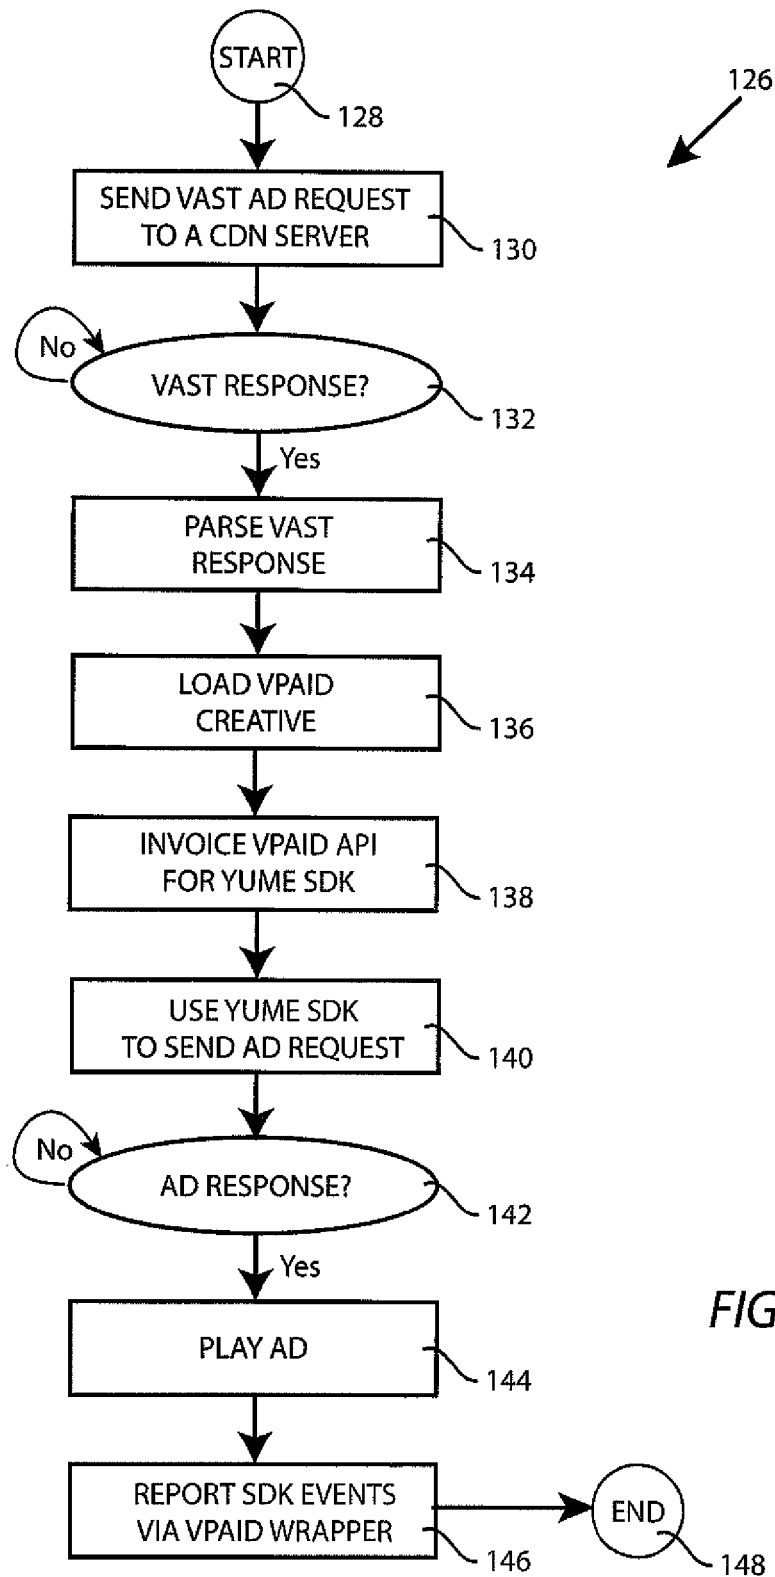 START
128
126
SEND VAST AD REQUEST
TO A CDN SERVER
130
No
VAST RESPONSE?
132
Yes
PARSE VAST
RESPONSE
134
LOAD VPAID
CREATIVE
136
INVOICE VPAID API
FOR YUME SDK
138
USE YUME SDK
TO SEND AD REQUEST
140
No
AD RESPONSE?
142
Yes
FIG
PLAY AD
144
REPORT SDK EVENTS
VIA VPAID WRAPPER
146
END
148